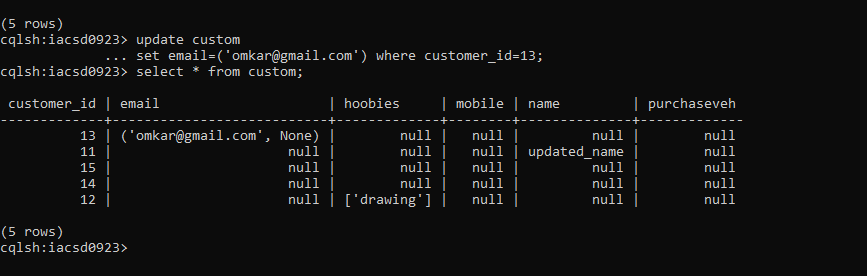 (5 rows)
cqlsh:iacsd0923> update custom
             ... set email=('omkar@gmail.com') where customer_id=13;
cqlsh:iacsd0923> select * from custom;
 customer_id | email                     | hoobies     | mobile | name         | purchaseveh
-------------+---------------------------+-------------+--------+--------------+-------------
          13 | ('omkar@gmail.com', None) |        null |   null |         null |        null
          11 |                      null |        null |   null | updated_name |        null
          15 |                      null |        null |   null |         null |        null
          14 |                      null |        null |   null |         null |        null
          12 |                      null | ['drawing'] |   null |         null |        null
(5 rows)
cqlsh:iacsd0923>